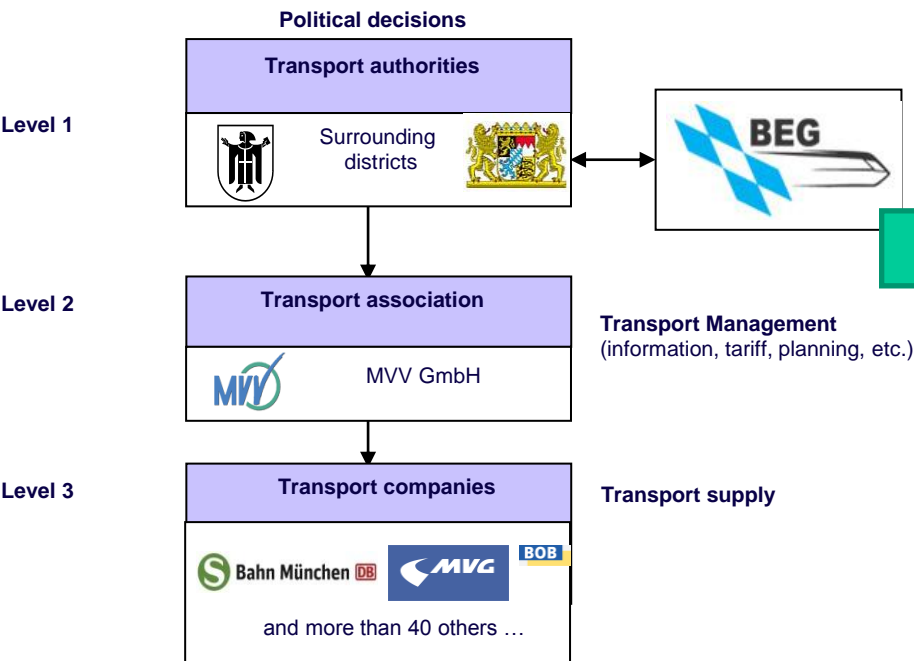 Political decisions
Transport authorities
Level 1
Surrounding
districts
BEG
Level 2
Transport association
MVV
MVV GmbH
Transport Management
(information, tariff, planning, etc.)
Level 3
Transport companies
Transport supply
S Bahn München DB
MVG
BOB
and more than 40 others …